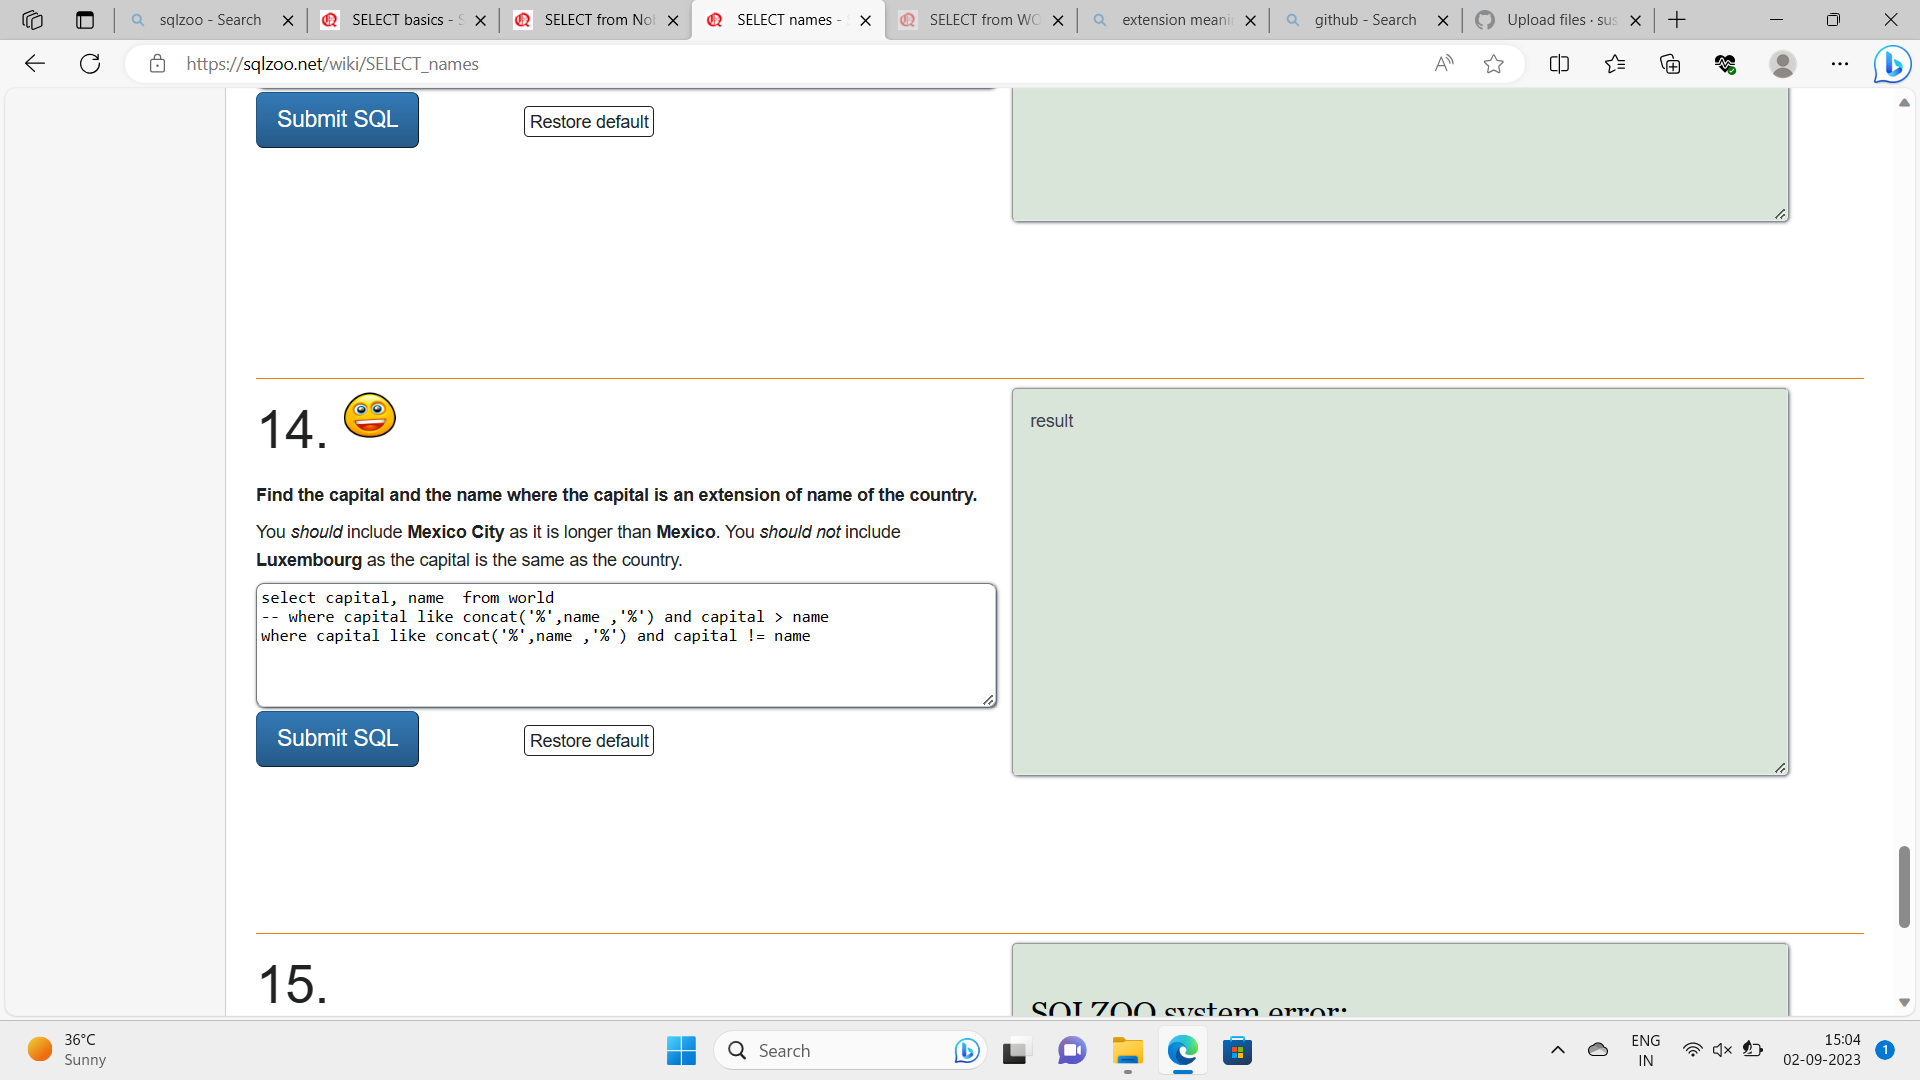 sqlzoo - Search
SELECT basics - S
SELECT from Nob
SELECT names - S
SELECT from WO
extension meani
github - Search
Upload files · sus
https://sqlzoo.net/wiki/SELECT_names
Submit SQL
Restore default
14.
result
Find the capital and the name where the capital is an extension of name of the country.
You should include Mexico City as it is longer than Mexico. You should not include
Luxembourg as the capital is the same as the country.
select capital, name  from world
-- where capital like concat('%',name ,'%') and capital > name
where capital like concat('%',name ,'%') and capital != name
Submit SQL
Restore default
15.
SQLZOO system error:
36°C
Sunny
Search
ENG
IN
15:04
02-09-2023
1